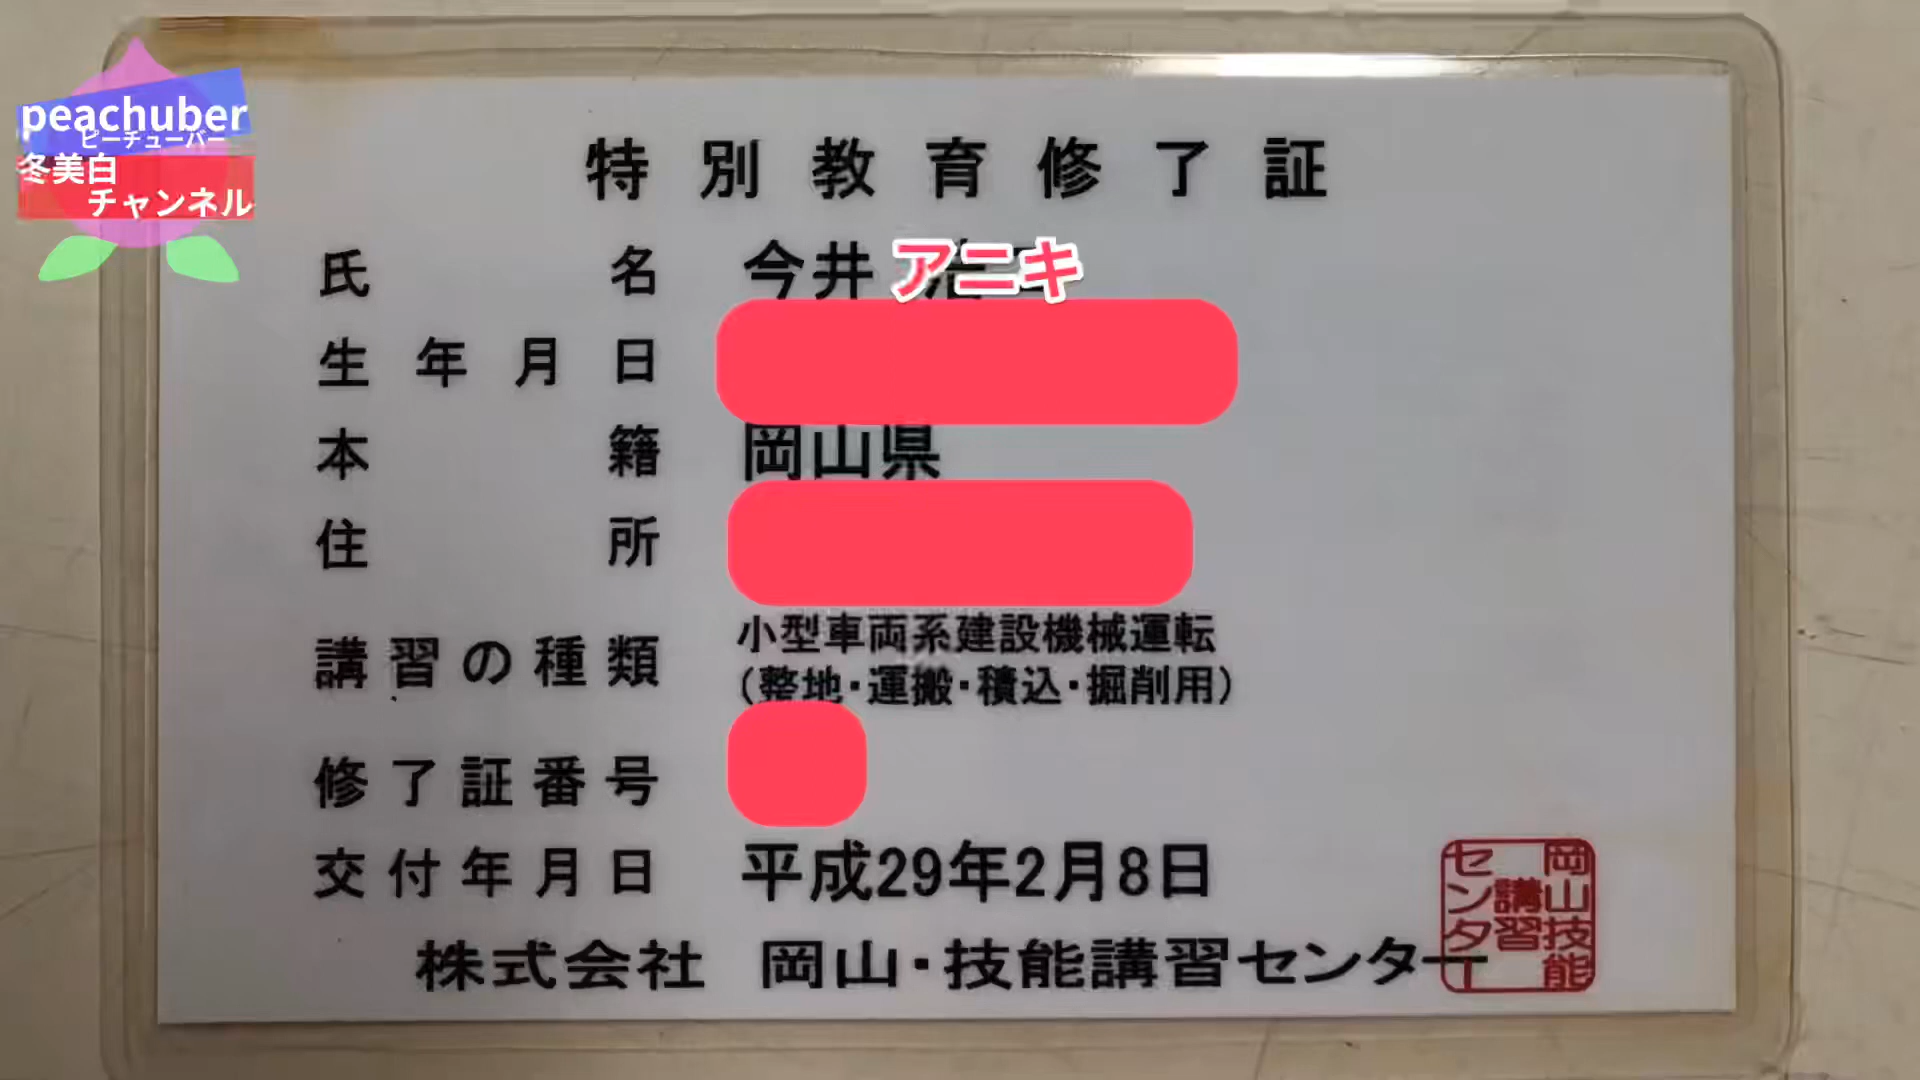 peachuber
ピーチューバー
冬美白
チャンネル
特別教育修了証
氏名 今井 アニキ
生年月日
本籍 岡山県
住所
講習の種類 小型車両系建設機械運転
(整地・運搬・積込・掘削用)
修了証番号
交付年月日 平成29年2月8日
株式会社 岡山・技能講習センター
岡山技能
講習
センター